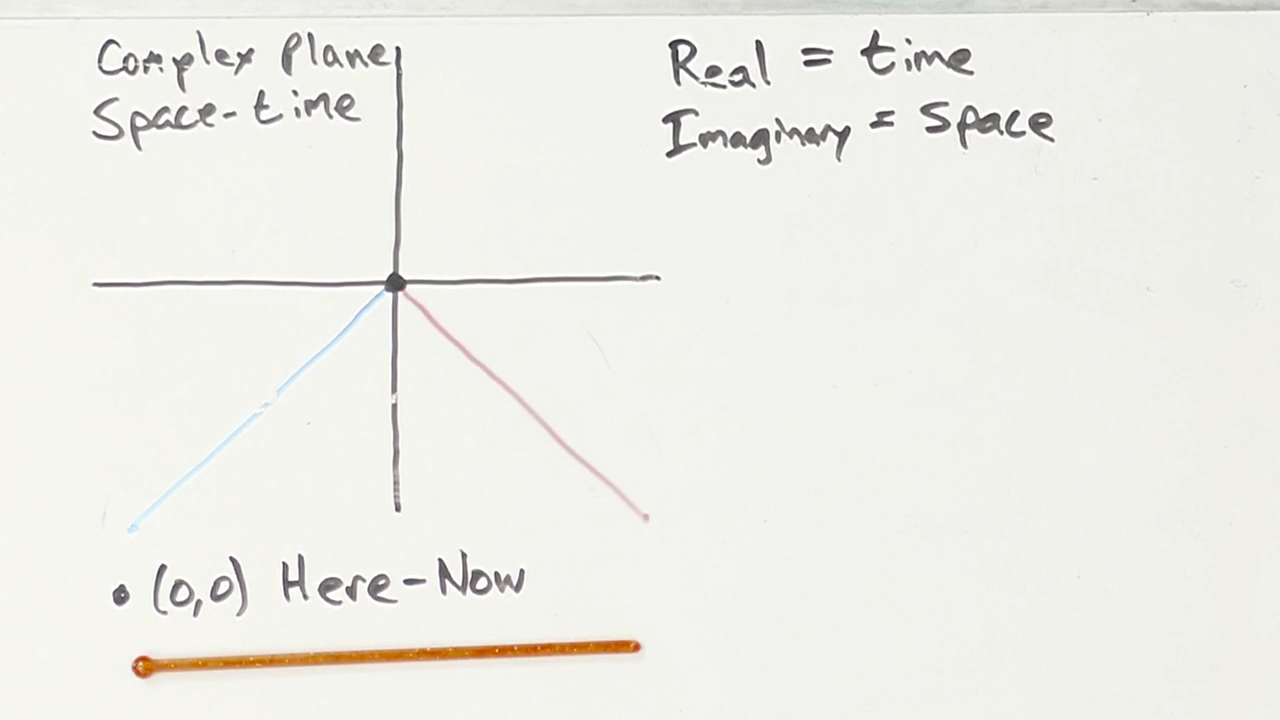 Complex Plane
Space-time
Real = time
Imaginary = Space
• (0,0) Here-Now